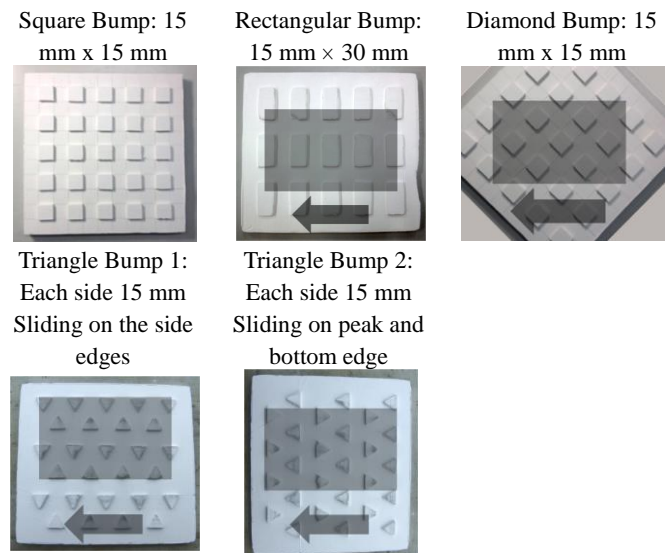 Square Bump: 15
mm x 15 mm
Rectangular Bump:
15 mm × 30 mm
Diamond Bump: 15
mm x 15 mm
Triangle Bump 1:
Each side 15 mm
Sliding on the side
edges
Triangle Bump 2:
Each side 15 mm
Sliding on peak and
bottom edge